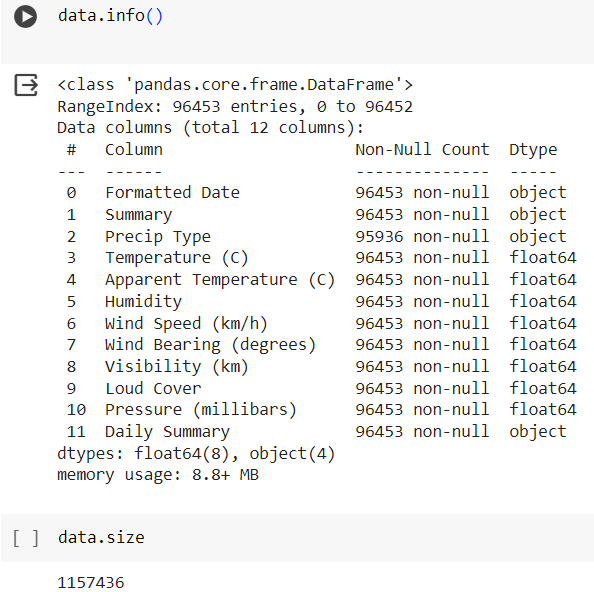 data.info()
<class 'pandas.core.frame.DataFrame'>
RangeIndex: 96453 entries, 0 to 96452
Data columns (total 12 columns):
 #   Column                    Non-Null Count  Dtype
---  ------                    --------------  -----
 0   Formatted Date            96453 non-null  object
 1   Summary                   96453 non-null  object
 2   Precip Type               95936 non-null  object
 3   Temperature (C)           96453 non-null  float64
 4   Apparent Temperature (C)  96453 non-null  float64
 5   Humidity                  96453 non-null  float64
 6   Wind Speed (km/h)         96453 non-null  float64
 7   Wind Bearing (degrees)    96453 non-null  float64
 8   Visibility (km)           96453 non-null  float64
 9   Loud Cover                96453 non-null  float64
 10  Pressure (millibars)      96453 non-null  float64
 11  Daily Summary             96453 non-null  object
dtypes: float64(8), object(4)
memory usage: 8.8+ MB
[ ] data.size
1157436